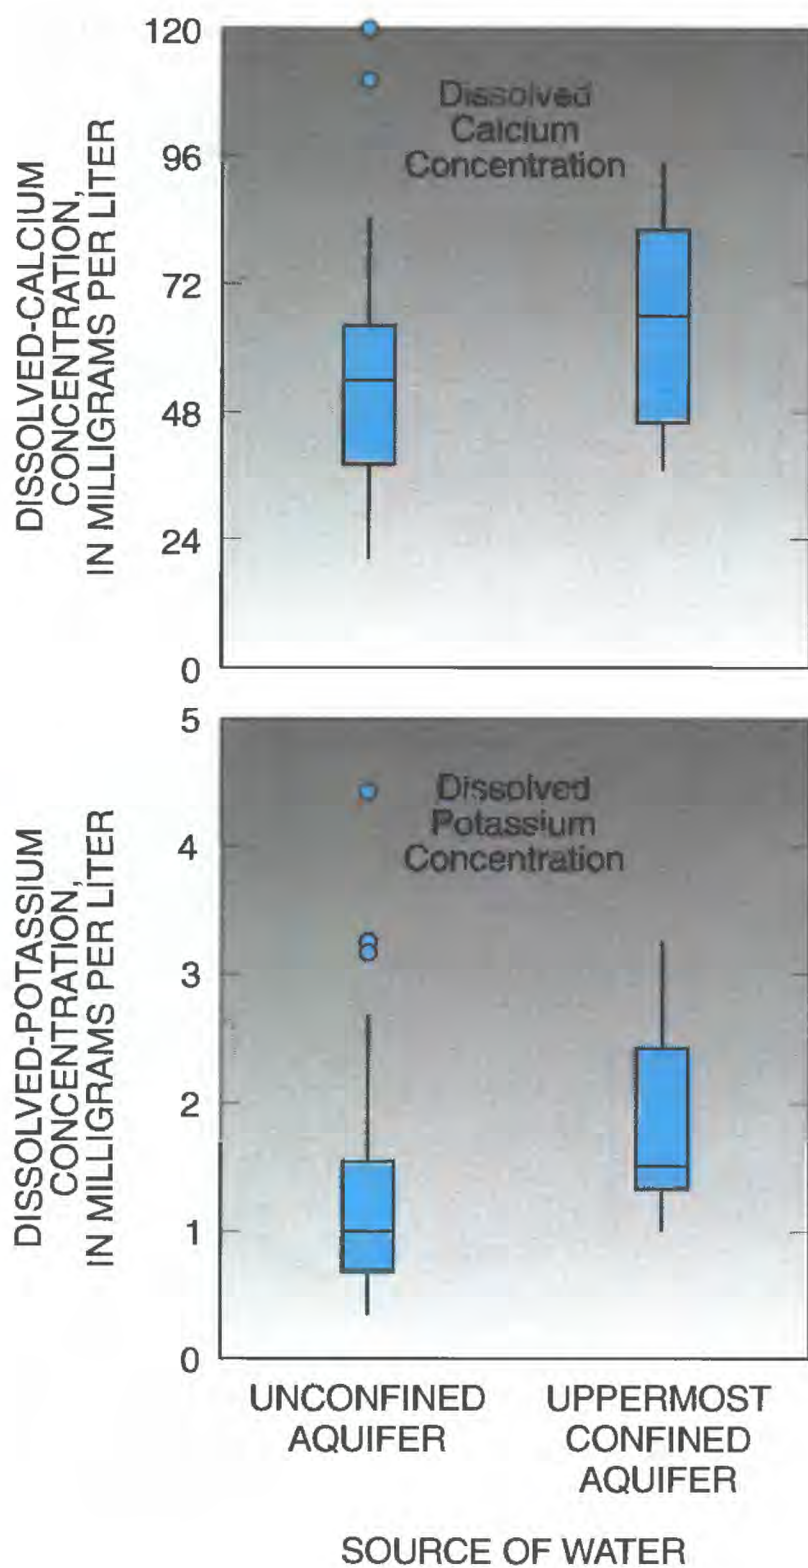 DISSOLVED-CALCIUM
CONCENTRATION,
IN MILLIGRAMS PER LITER
120
96
72
48
24
0
Dissolved
Calcium
Concentration
DISSOLVED-POTASSIUM
CONCENTRATION,
IN MILLIGRAMS PER LITER
5
4
3
2
1
0
Dissolved
Potassium
Concentration
UNCONFINED
AQUIFER
UPPERMOST
CONFINED
AQUIFER
SOURCE OF WATER